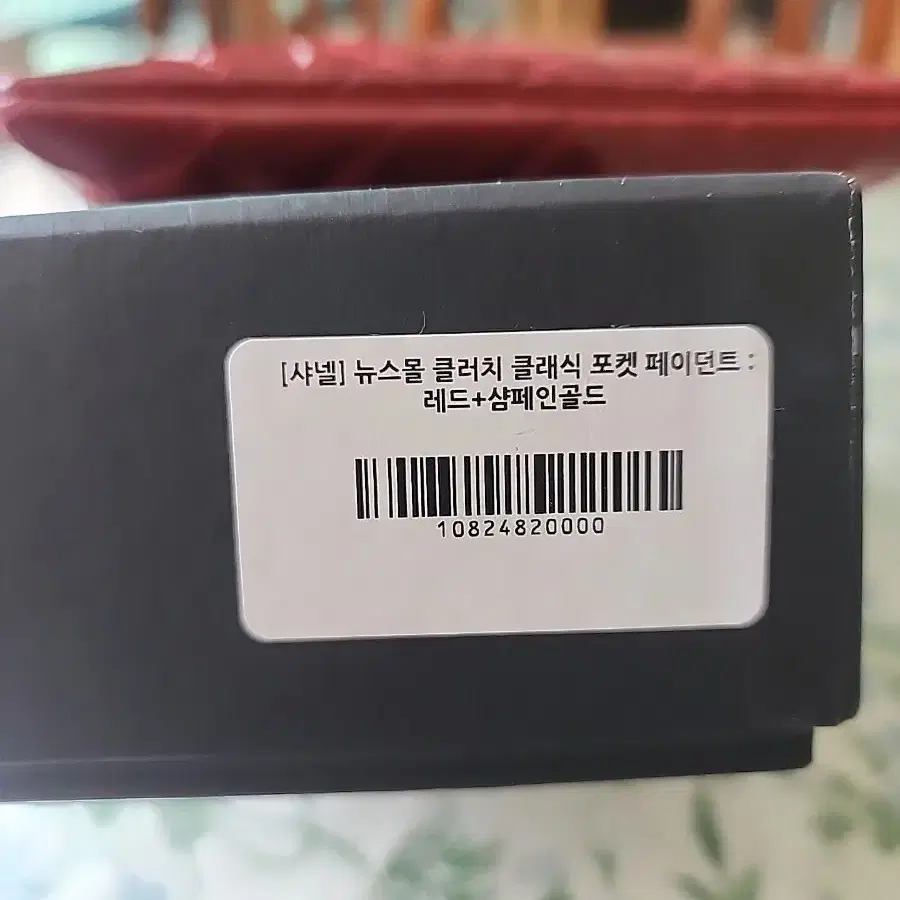 [샤넬] 뉴스몰 클러치 클래식 포켓 페이던트 :
레드+샴페인골드
10824820000